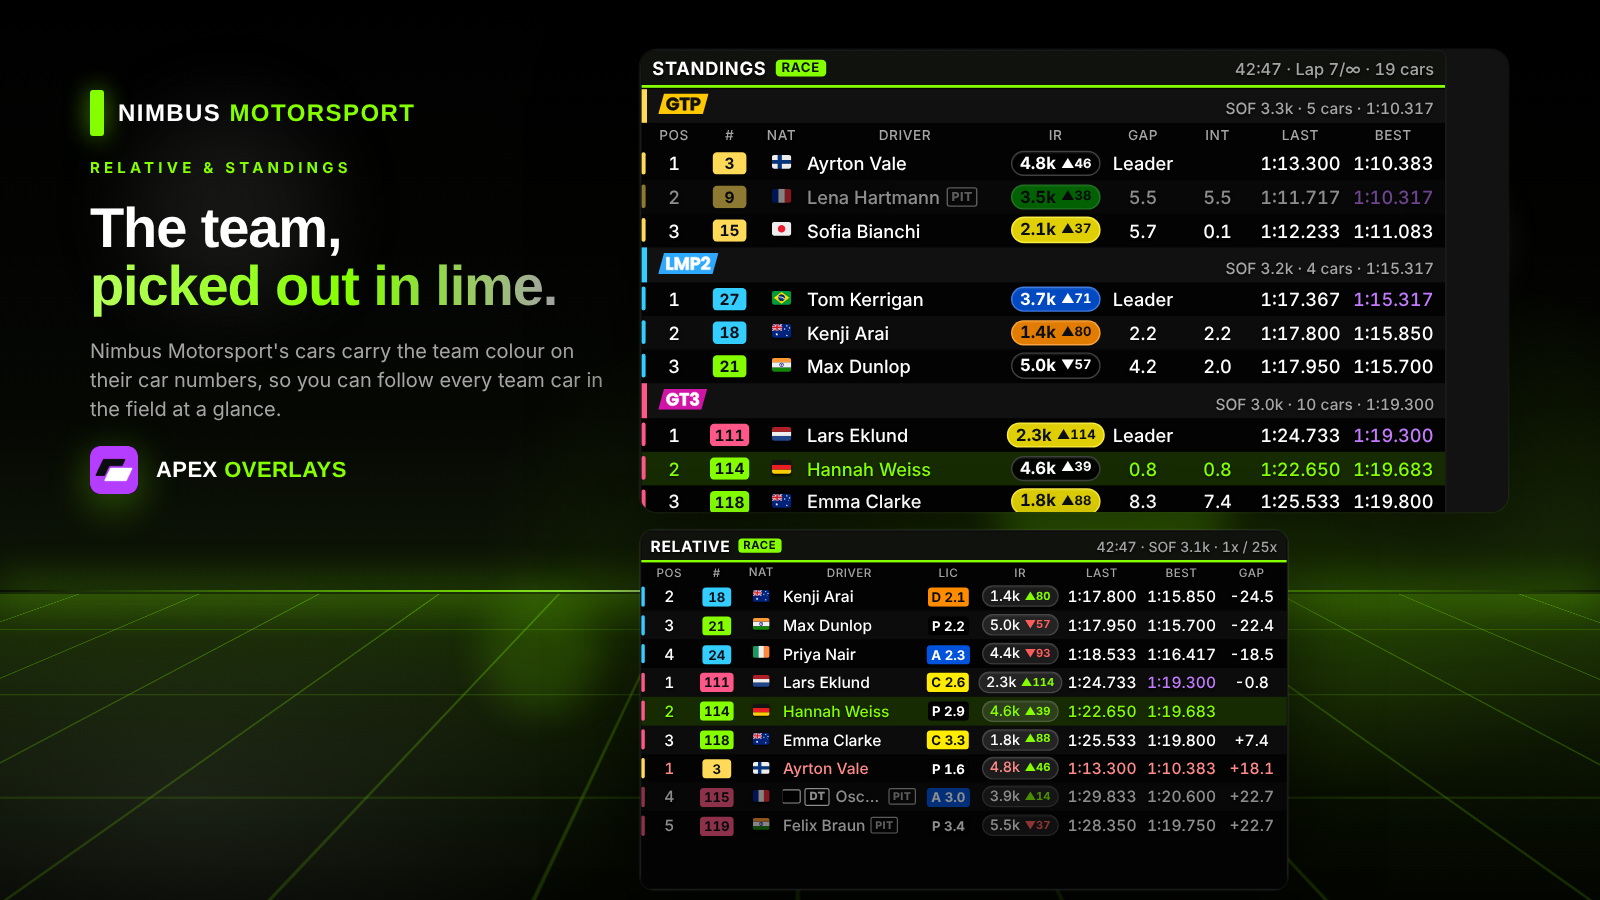 NIMBUS MOTORSPORT
RELATIVE & STANDINGS
The team,
picked out in lime.
Nimbus Motorsport's cars carry the team colour on
their car numbers, so you can follow every team car in
the field at a glance.
APEX OVERLAYS
STANDINGS RACE 42:47 · Lap 7/∞ · 19 cars
GTP SOF 3.3k · 5 cars · 1:10.317
POS # NAT DRIVER IR GAP INT LAST BEST
1 3 Ayrton Vale 4.8k ▲46 Leader 1:13.300 1:10.383
2 9 Lena Hartmann PIT 3.5k ▲38 5.5 5.5 1:11.717 1:10.317
3 15 Sofia Bianchi 2.1k ▲37 5.7 0.1 1:12.233 1:11.083
LMP2 SOF 3.2k · 4 cars · 1:15.317
1 27 Tom Kerrigan 3.7k ▲71 Leader 1:17.367 1:15.317
2 18 Kenji Arai 1.4k ▲80 2.2 2.2 1:17.800 1:15.850
3 21 Max Dunlop 5.0k ▼57 4.2 2.0 1:17.950 1:15.700
GT3 SOF 3.0k · 10 cars · 1:19.300
1 111 Lars Eklund 2.3k ▲114 Leader 1:24.733 1:19.300
2 114 Hannah Weiss 4.6k ▲39 0.8 0.8 1:22.650 1:19.683
3 118 Emma Clarke 1.8k ▲88 8.3 7.4 1:25.533 1:19.800
RELATIVE RACE 42:47 · SOF 3.1k · 1x / 25x
POS # NAT DRIVER LIC IR LAST BEST GAP
2 18 Kenji Arai D 2.1 1.4k ▲80 1:17.800 1:15.850 -24.5
3 21 Max Dunlop P 2.2 5.0k ▼57 1:17.950 1:15.700 -22.4
4 24 Priya Nair A 2.3 4.4k ▼93 1:18.533 1:16.417 -18.5
1 111 Lars Eklund C 2.6 2.3k ▲114 1:24.733 1:19.300 -0.8
2 114 Hannah Weiss P 2.9 4.6k ▲39 1:22.650 1:19.683
3 118 Emma Clarke C 3.3 1.8k ▲88 1:25.533 1:19.800 +7.4
1 3 Ayrton Vale P 1.6 4.8k ▲46 1:13.300 1:10.383 +18.1
4 115 DT Osc... PIT A 3.0 3.9k ▲14 1:29.833 1:20.600 +22.7
5 119 Felix Braun PIT P 3.4 5.5k ▼37 1:28.350 1:19.750 +22.7